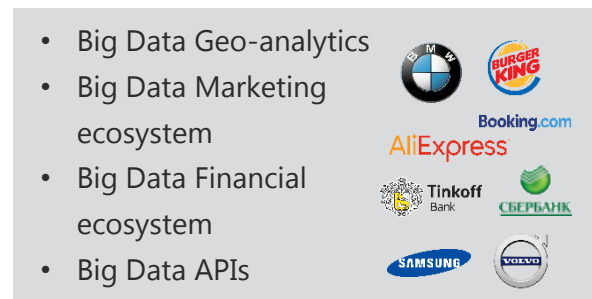 • Big Data Geo-analytics
• Big Data Marketing
ecosystem
• Big Data Financial
ecosystem
• Big Data APIs
BMW
BURGER
KING
Booking.com
AliExpress
Tinkoff
Bank
СБЕРБАНК
SAMSUNG
VOLVO